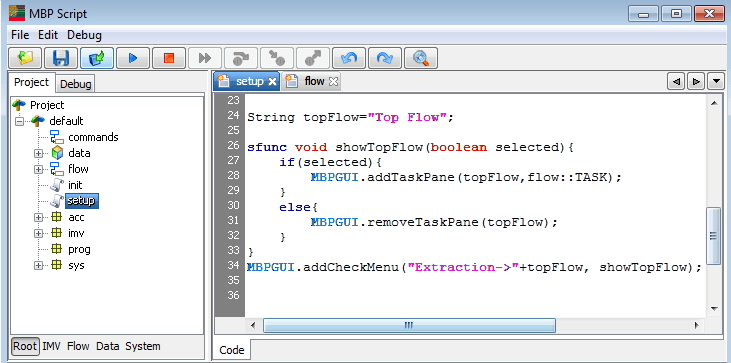 MBP Script
File Edit Debug
Project Debug
Project
default
commands
data
flow
init
setup
acc
imv
prog
sys
Root IMV Flow Data System
setup flow
23
24 String topFlow="Top Flow";
25
26 sfunc void showTopFlow(boolean selected){
27 if(selected){
28 MBPGUI.addTaskPane(topFlow,flow::TASK);
29 }
30 else{
31 MBPGUI.removeTaskPane(topFlow);
32 }
33 }
34 MBPGUI.addCheckMenu("Extraction->"+topFlow, showTopFlow);
35
36
Code